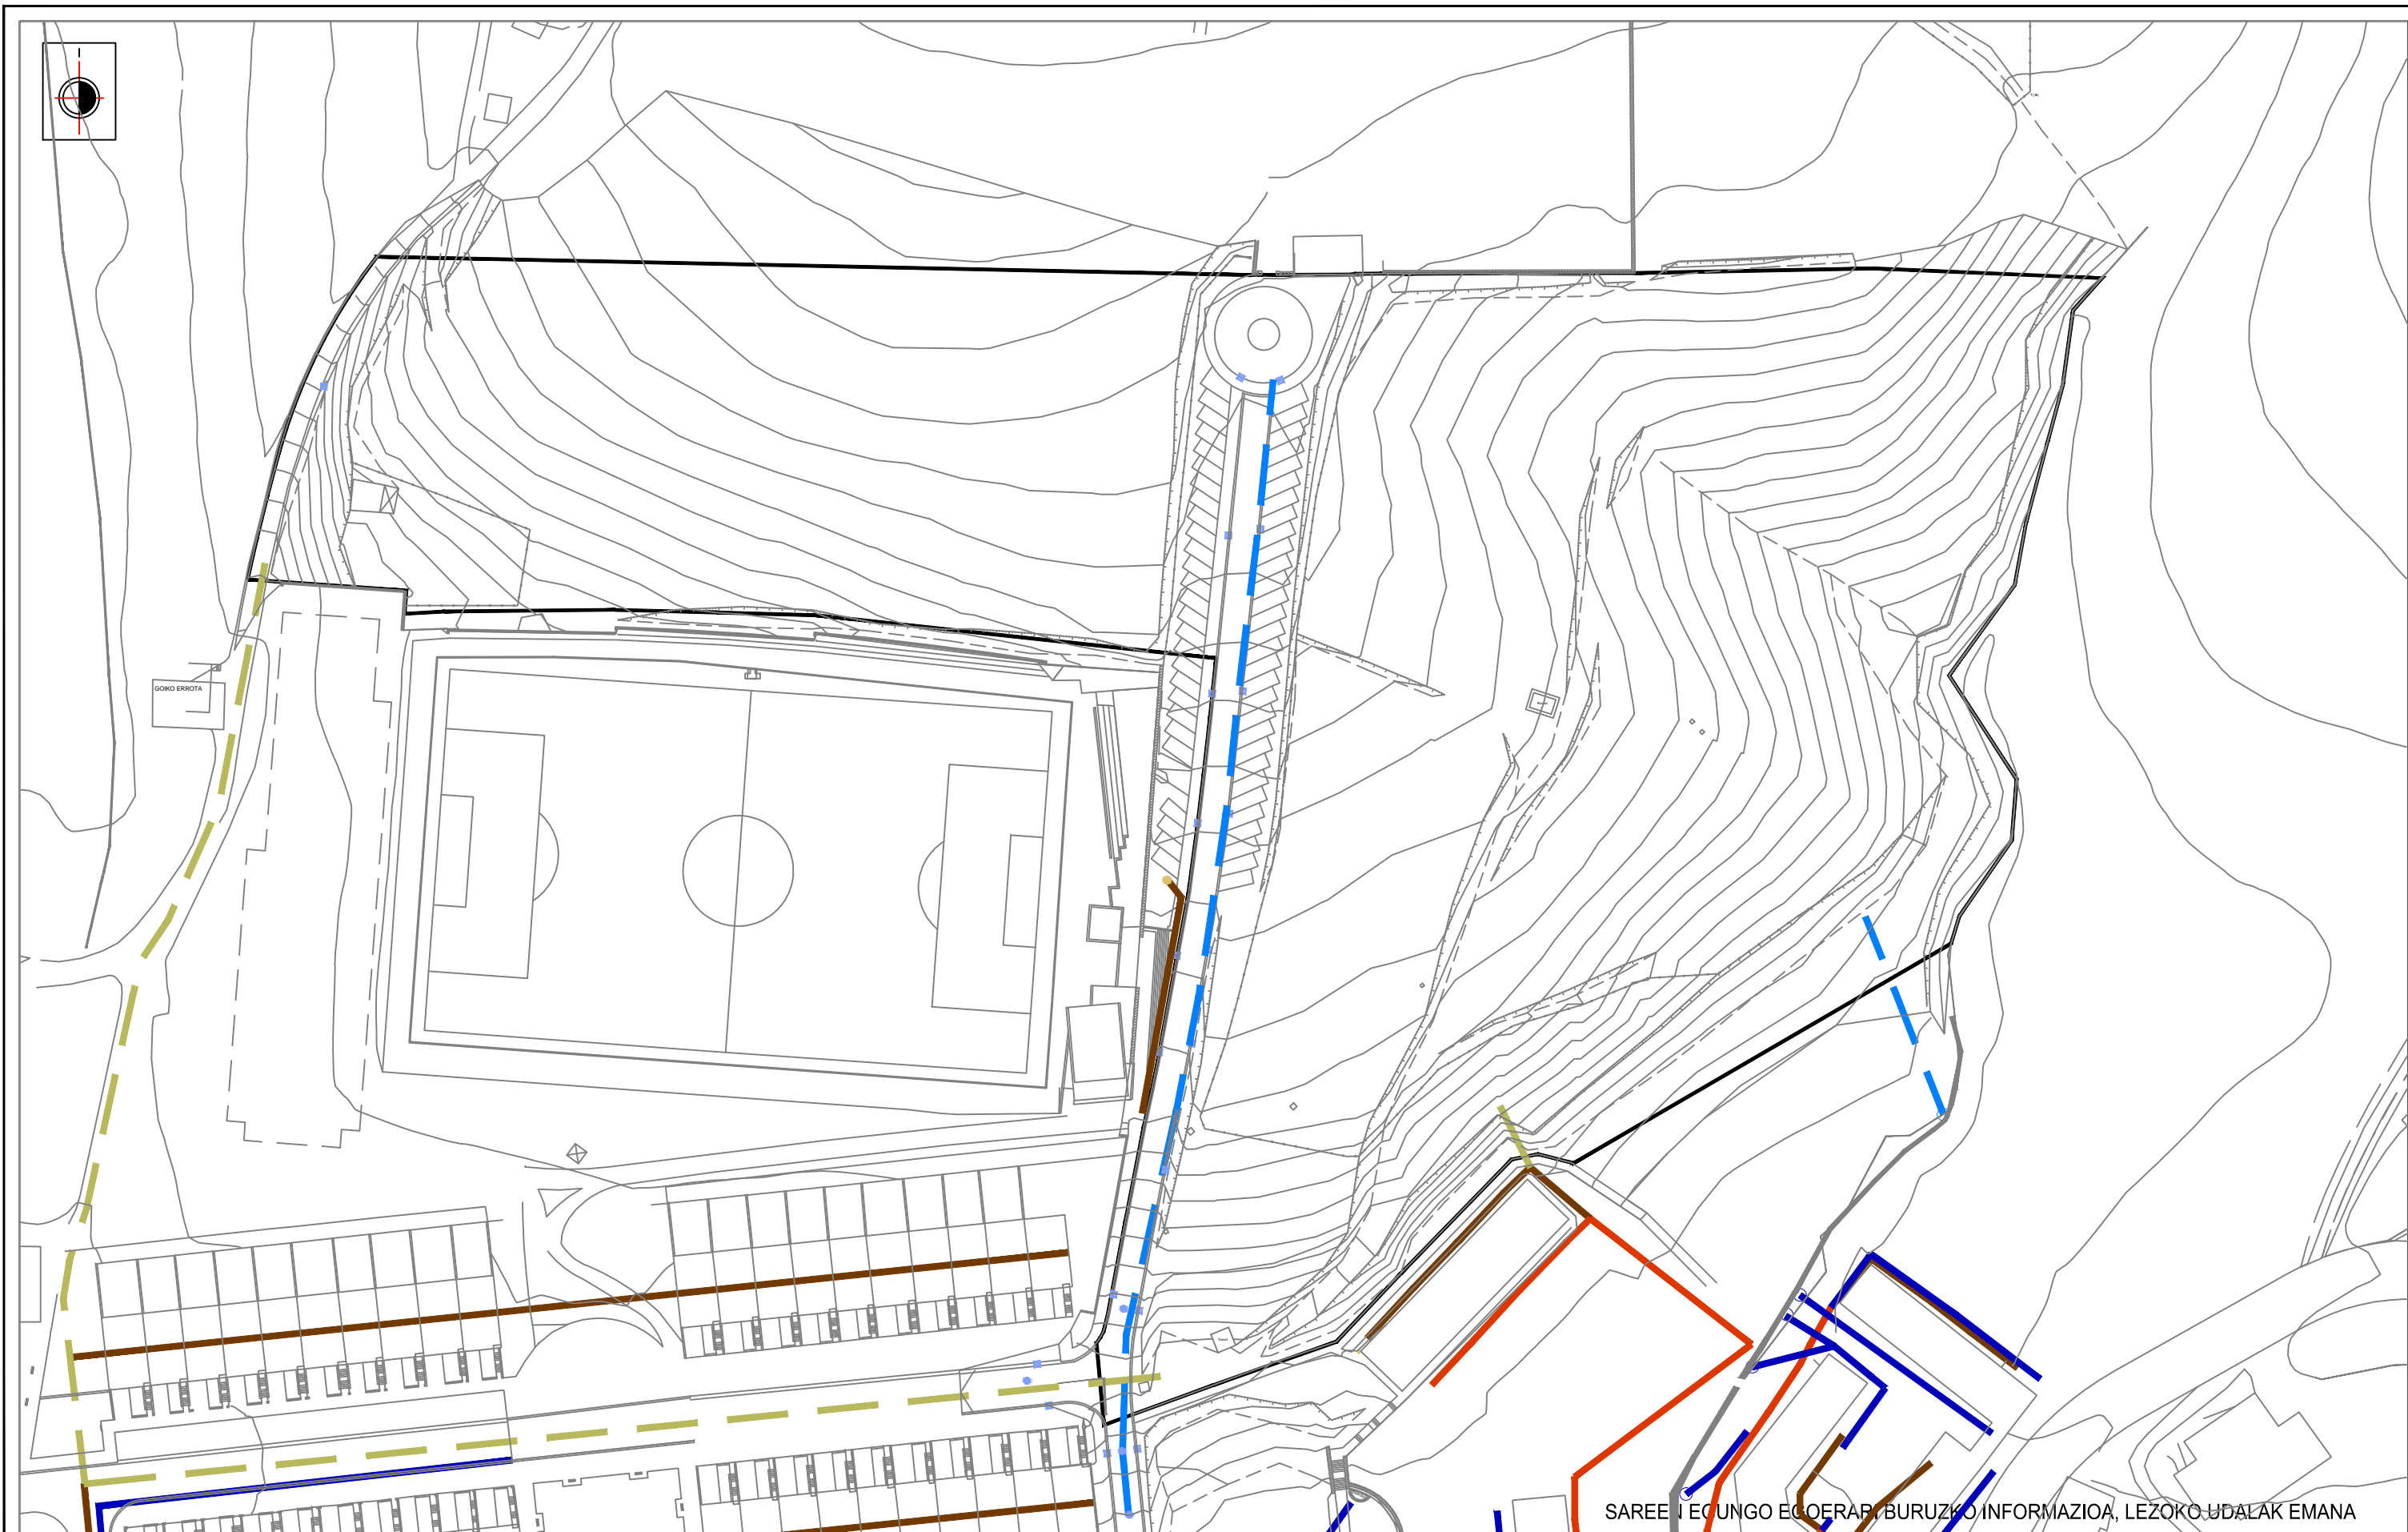 GOIKO ERROTA
SAREEN EGUNGO EGOERARI BURUZKO INFORMAZIOA, LEZOKO UDALAK EMANA